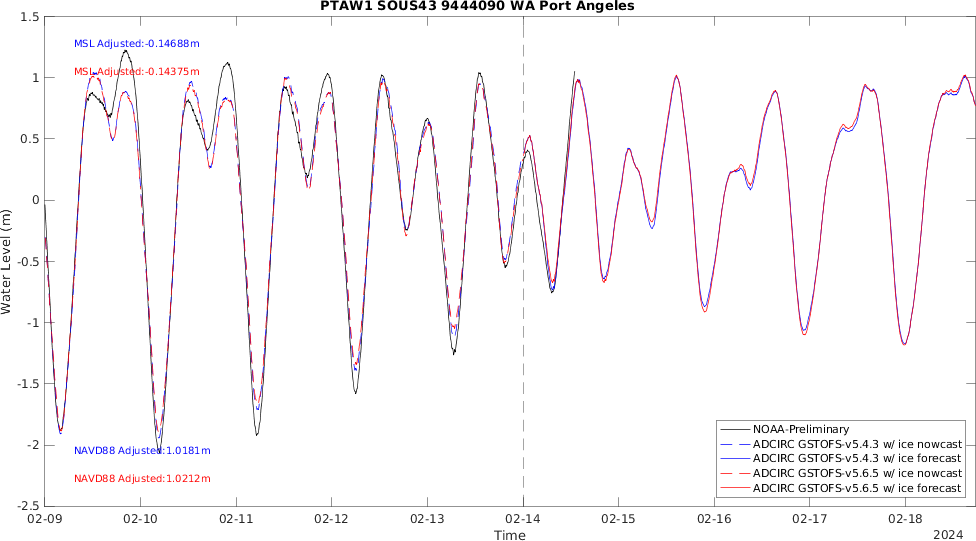 PTAW1 SOUS43 9444090 WA Port Angeles
1.5
1
0.5
0
-0.5
-1
-1.5
-2
-2.5
Water Level (m)
MSL Adjusted:-0.14688m
MSL Adjusted:-0.14375m
NAVD88 Adjusted:1.0181m
NAVD88 Adjusted:1.0212m
NOAA-Preliminary
ADCIRC GSTOFS-v5.4.3 w/ ice nowcast
ADCIRC GSTOFS-v5.4.3 w/ ice forecast
ADCIRC GSTOFS-v5.6.5 w/ ice nowcast
ADCIRC GSTOFS-v5.6.5 w/ ice forecast
02-09 02-10 02-11 02-12 02-13 02-14 02-15 02-16 02-17 02-18
Time
2024